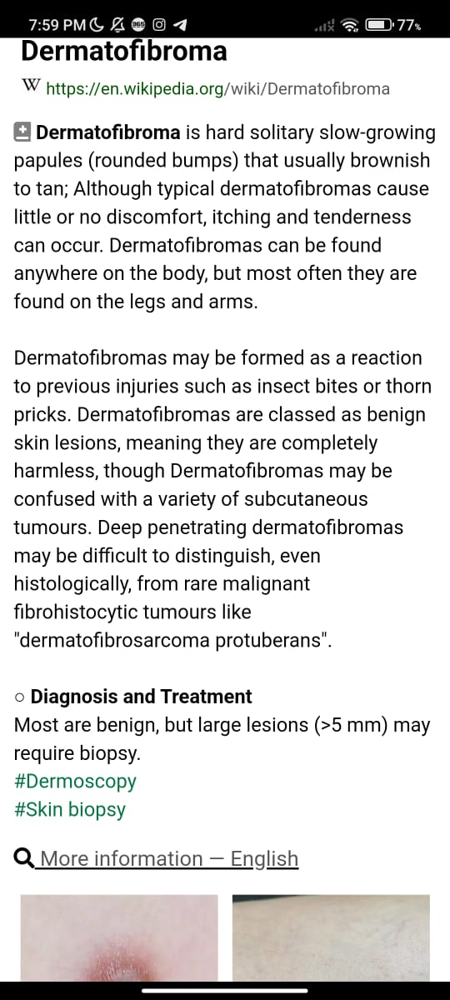 7:59 PM 365 77%
Dermatofibroma
W https://en.wikipedia.org/wiki/Dermatofibroma
Dermatofibroma is hard solitary slow-growing
papules (rounded bumps) that usually brownish
to tan; Although typical dermatofibromas cause
little or no discomfort, itching and tenderness
can occur. Dermatofibromas can be found
anywhere on the body, but most often they are
found on the legs and arms.
Dermatofibromas may be formed as a reaction
to previous injuries such as insect bites or thorn
pricks. Dermatofibromas are classed as benign
skin lesions, meaning they are completely
harmless, though Dermatofibromas may be
confused with a variety of subcutaneous
tumours. Deep penetrating dermatofibromas
may be difficult to distinguish, even
histologically, from rare malignant
fibrohistocytic tumours like
"dermatofibrosarcoma protuberans".
○ Diagnosis and Treatment
Most are benign, but large lesions (>5 mm) may
require biopsy.
#Dermoscopy
#Skin biopsy
More information — English